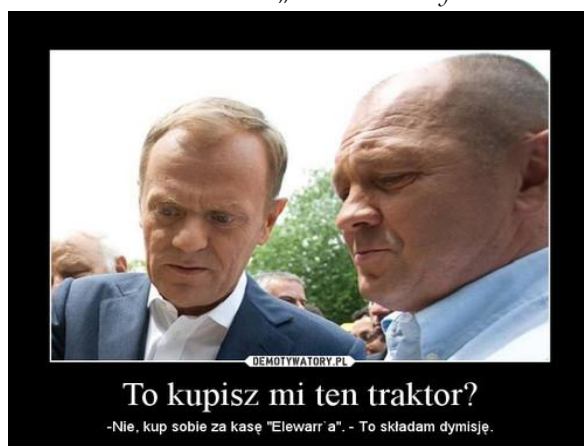 DEMOTYWATORY.PL
To kupisz mi ten traktor?
-Nie, kup sobie za kasę "Elewarr`a". - To składam dymisję.